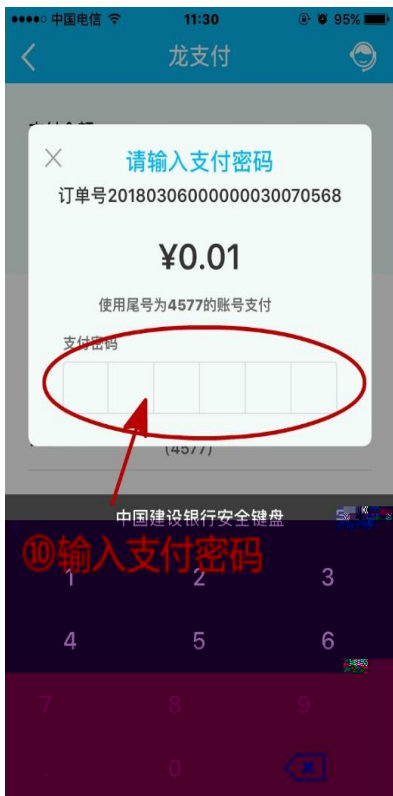 中国电信 11:30 95%
龙支付
请输入支付密码
订单号20180306000000030070568
¥0.01
使用尾号为4577的账号支付
支付密码
(4577)
中国建设银行安全键盘
⑩输入支付密码
1 2 3
4 5 6
7 8 9
. 0